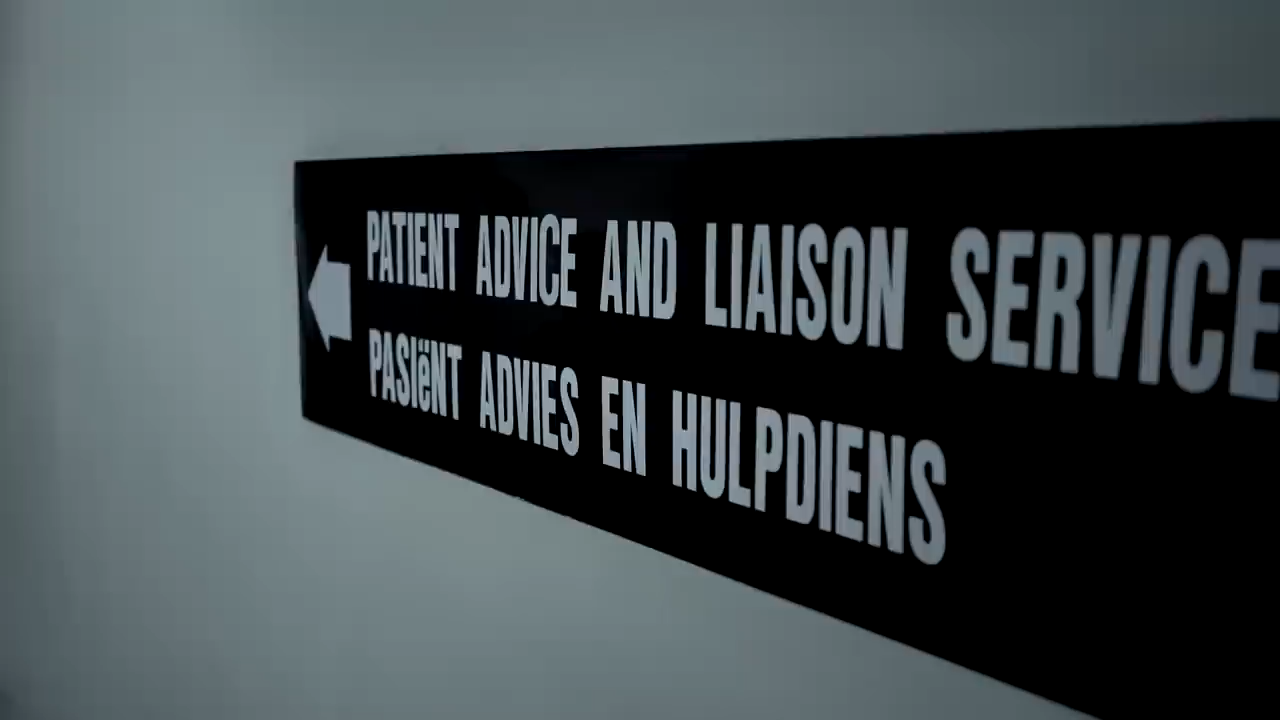 PATIENT ADVICE AND LIAISON SERVICE
PASIëNT ADVIES EN HULPDIENS